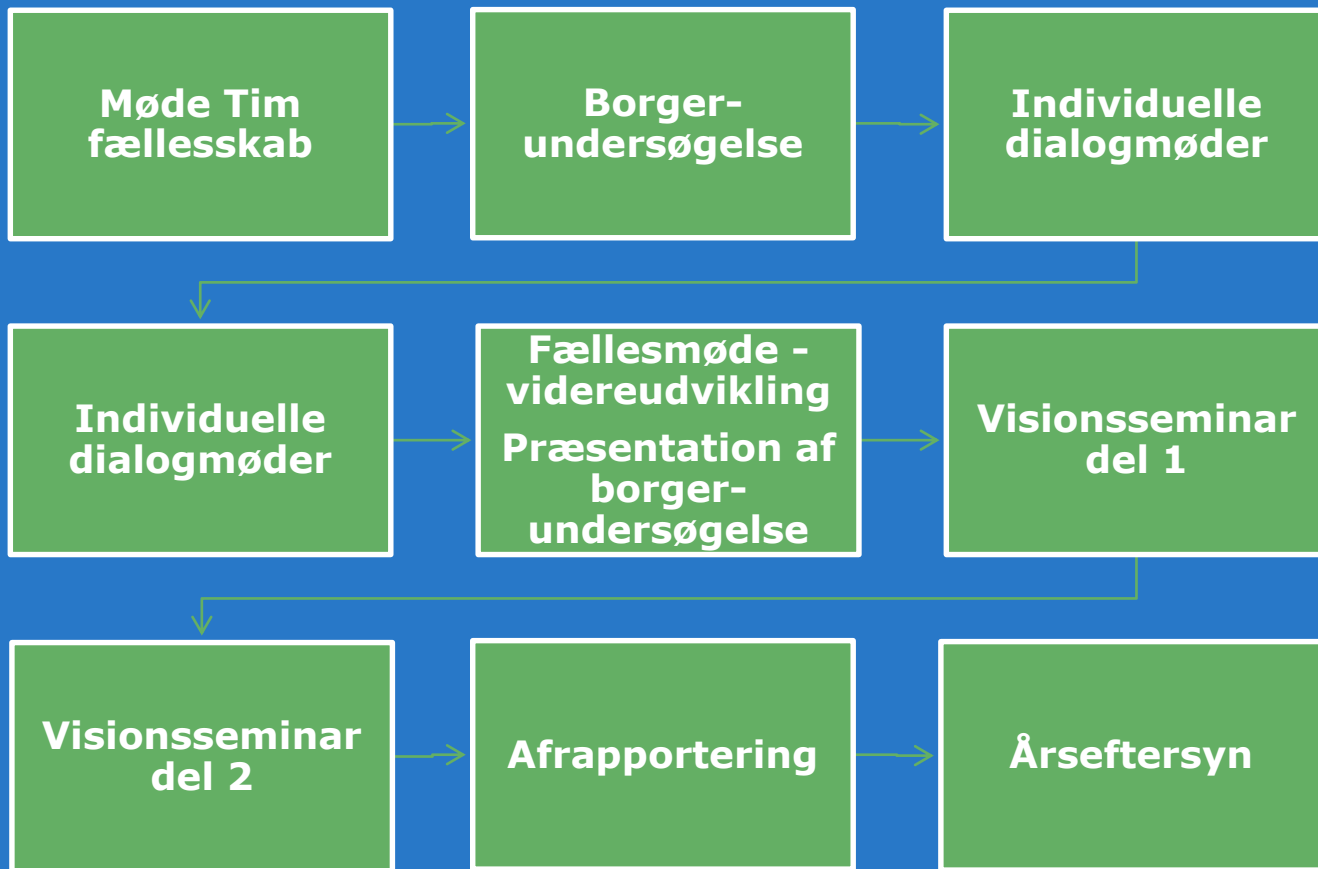 Møde Tim
fællesskab
Borger-
undersøgelse
Individuelle
dialogmøder
Individuelle
dialogmøder
Fællesmøde -
videreudvikling
Præsentation af
borger-
undersøgelse
Visionsseminar
del 1
Visionsseminar
del 2
Afrapportering
Årseftersyn